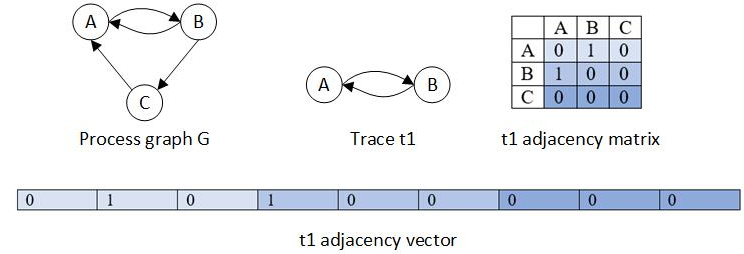 A B
C
Process graph G
A B
Trace t1
A B C
A 0 1 0
B 1 0 0
C 0 0 0
t1 adjacency matrix
0 1 0 1 0 0 0 0 0
t1 adjacency vector